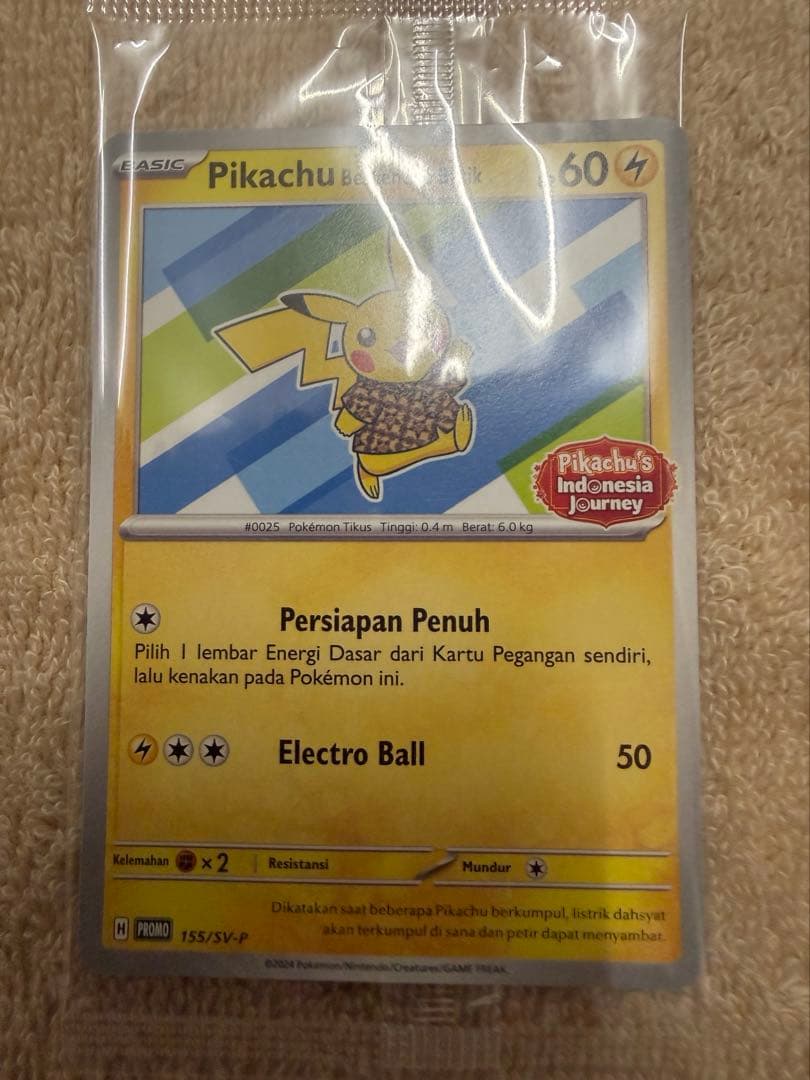 BASIC
Pikachu
60
Pikachu's
Indonesia
Journey
#0025 Pokémon Tikus Tinggi: 0.4 m Berat: 6.0 kg
Persiapan Penuh
Pilih 1 lembar Energi Dasar dari Kartu Pegangan sendiri,
lalu kenakan pada Pokémon ini.
Electro Ball 50
Kelemahan ×2 Resistansi Mundur
Dikatakan saat beberapa Pikachu berkumpul, listrik dahsyat
akan terkumpul di sana dan petir dapat menyambar.
H PROMO 155/SV-P
©2024 Pokémon/Nintendo/Creatures/GAME FREAK